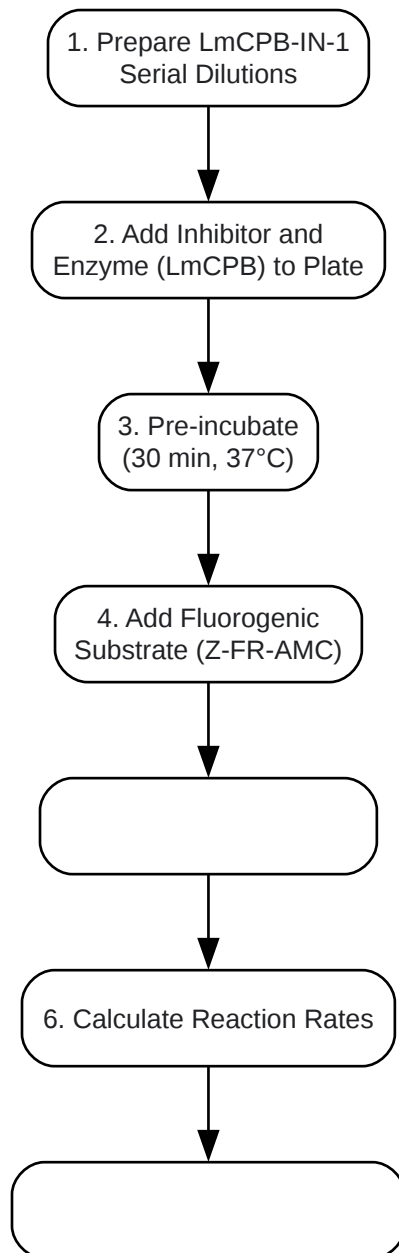 1. Prepare LmCPB-IN-1
Serial Dilutions
2. Add Inhibitor and
Enzyme (LmCPB) to Plate
3. Pre-incubate
(30 min, 37°C)
4. Add Fluorogenic
Substrate (Z-FR-AMC)
6. Calculate Reaction Rates